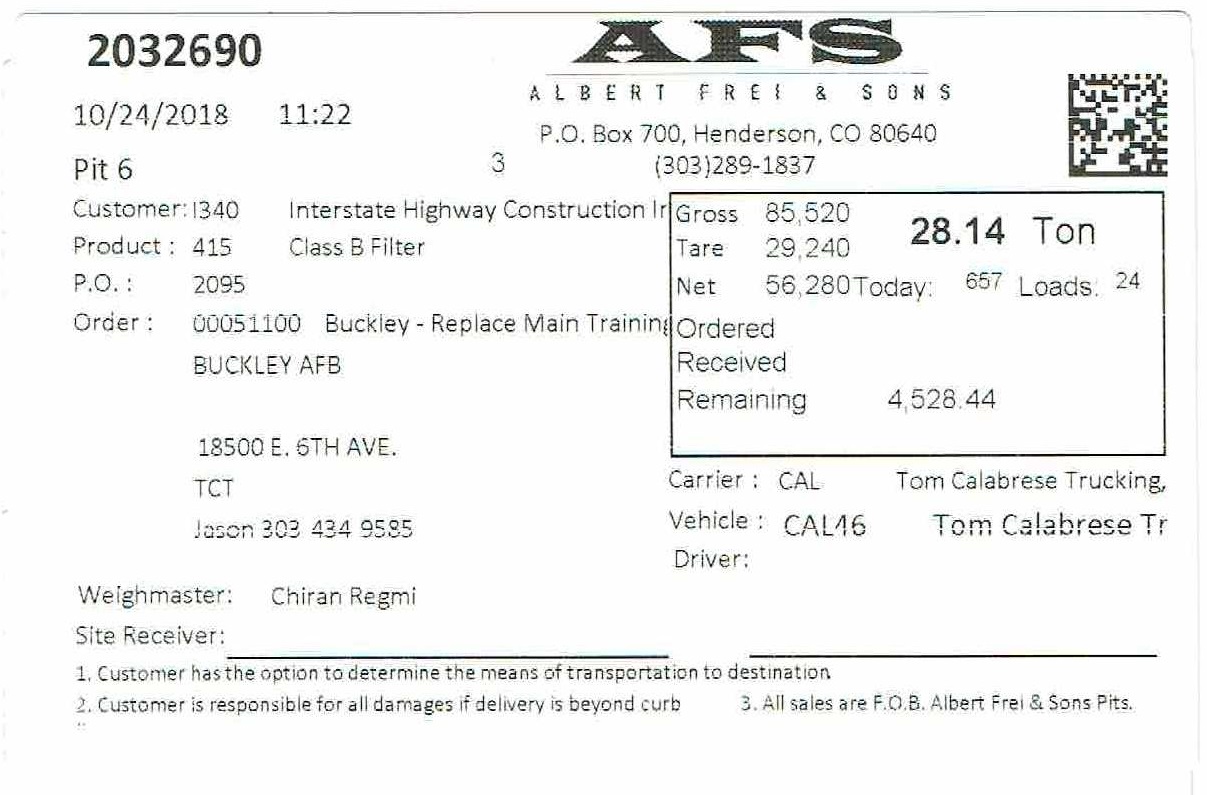 2032690
AFS
ALBERT FREI & SONS
10/24/2018 11:22
P.O. Box 700, Henderson, CO 80640
Pit 6 3 (303)289-1837
Customer: I340 Interstate Highway Construction Ir
Gross 85,520
28.14 Ton
Product : 415 Class B Filter
Tare 29,240
P.O. : 2095
Net 56,280 Today: 657 Loads: 24
Order : 00051100 Buckley - Replace Main Training
Ordered
BUCKLEY AFB
Received
Remaining 4,528.44
18500 E. 6TH AVE.
TCT
Carrier : CAL Tom Calabrese Trucking,
Jason 303 434 9585
Vehicle : CAL46 Tom Calabrese Tr
Driver:
Weighmaster: Chiran Regmi
Site Receiver:
1. Customer has the option to determine the means of transportation to destination
2. Customer is responsible for all damages if delivery is beyond curb 3. All sales are F.O.B. Albert Frei & Sons Pits.